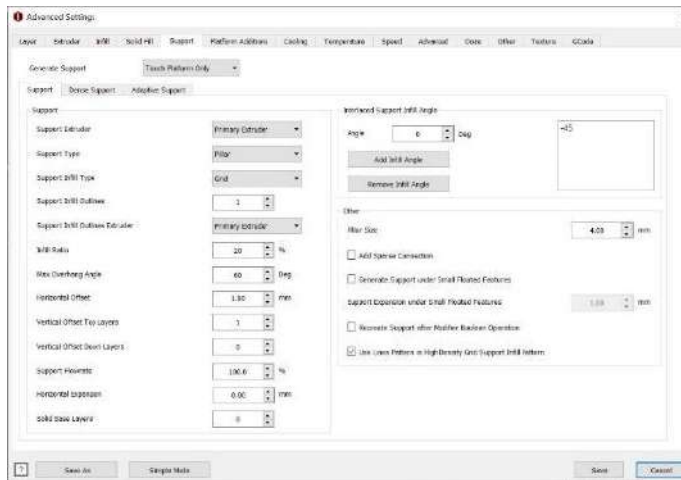 Advanced Settings
Layer Extruder Infill Solid Fill Support Platform Additions Cooling Temperature Speed Advanced Ooze Other Texture GCode
Generate Support Touch Platform Only
Support Dense Support Adaptive Support
Support
Support Extruder Primary Extruder
Support Type Pillar
Support Infill Type Grid
Support Infill Outlines 1
Support Infill Outlines Extruder Primary Extruder
Infill Ratio 20 %
Max Overhang Angle 60 Deg
Horizontal Offset mm
Vertical Offset Top Layers 1
Vertical Offset Down Layers 0
Support Flowrate 100.0 %
Horizontal Expansion 0.00 mm
Solid Base Layers 0
Interlaced Support Infill Angle
Angle 0 Deg
-45
Add Infill Angle
Remove Infill Angle
Other
Pillar Size 4.00 mm
Add Sparse Connection
Generate Support under Small Floated Features
Support Expansion under Small Floated Features 1.00 mm
Recreate Support after Modifier Boolean Operation
Use Lines Pattern in High-Density Grid Support Infill Pattern
? Save As Simple Mode Save Cancel